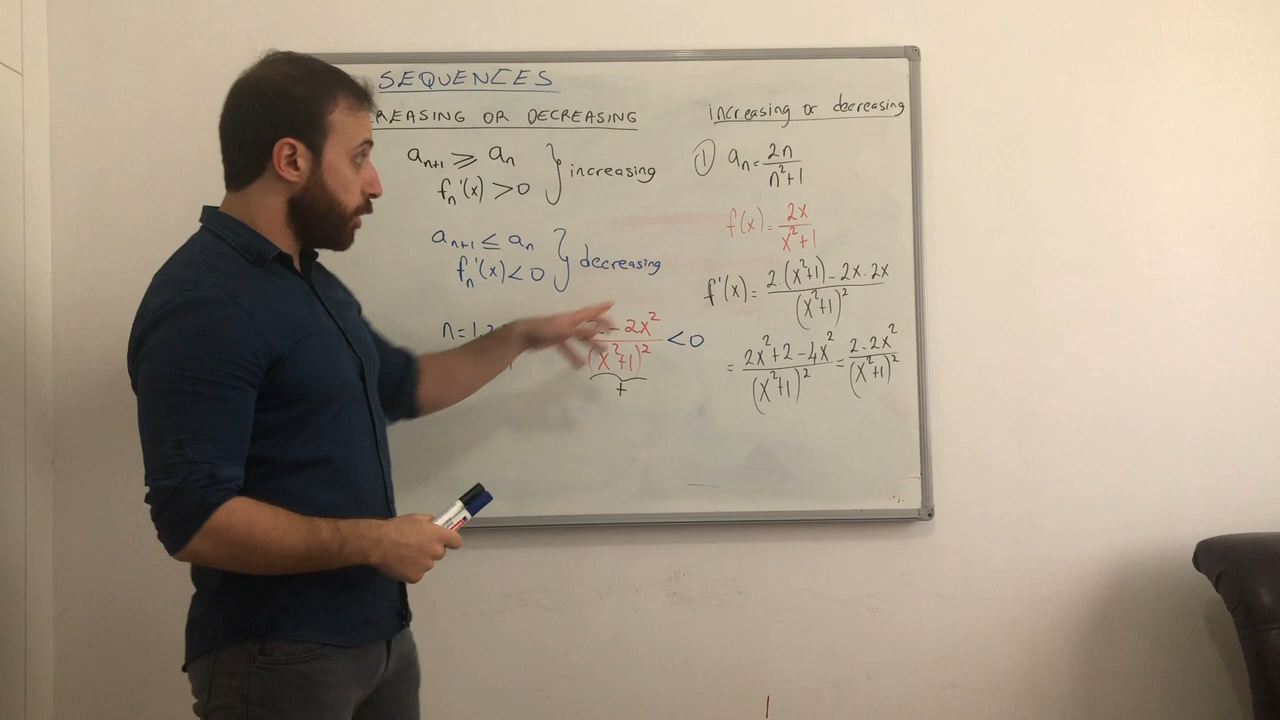 SEQUENCES
REASING OR DECREASING
aₙ₊₁ ⩾ aₙ
fₙ'(x) > 0 } increasing
aₙ₊₁ ≤ aₙ
fₙ'(x) < 0 } decreasing
n=1,2
- 2x² / (x²+1)² < 0
+
increasing or decreasing
① aₙ = 2n / n²+1
f(x) = 2x / x²+1
f'(x) = 2.(x²+1) - 2x.2x / (x²+1)²
= 2x²+2-4x² / (x²+1)² = 2-2x² / (x²+1)²